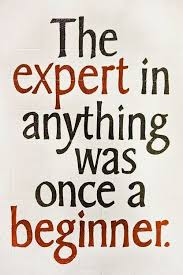 The
expert in
anything
was
once a
beginner.